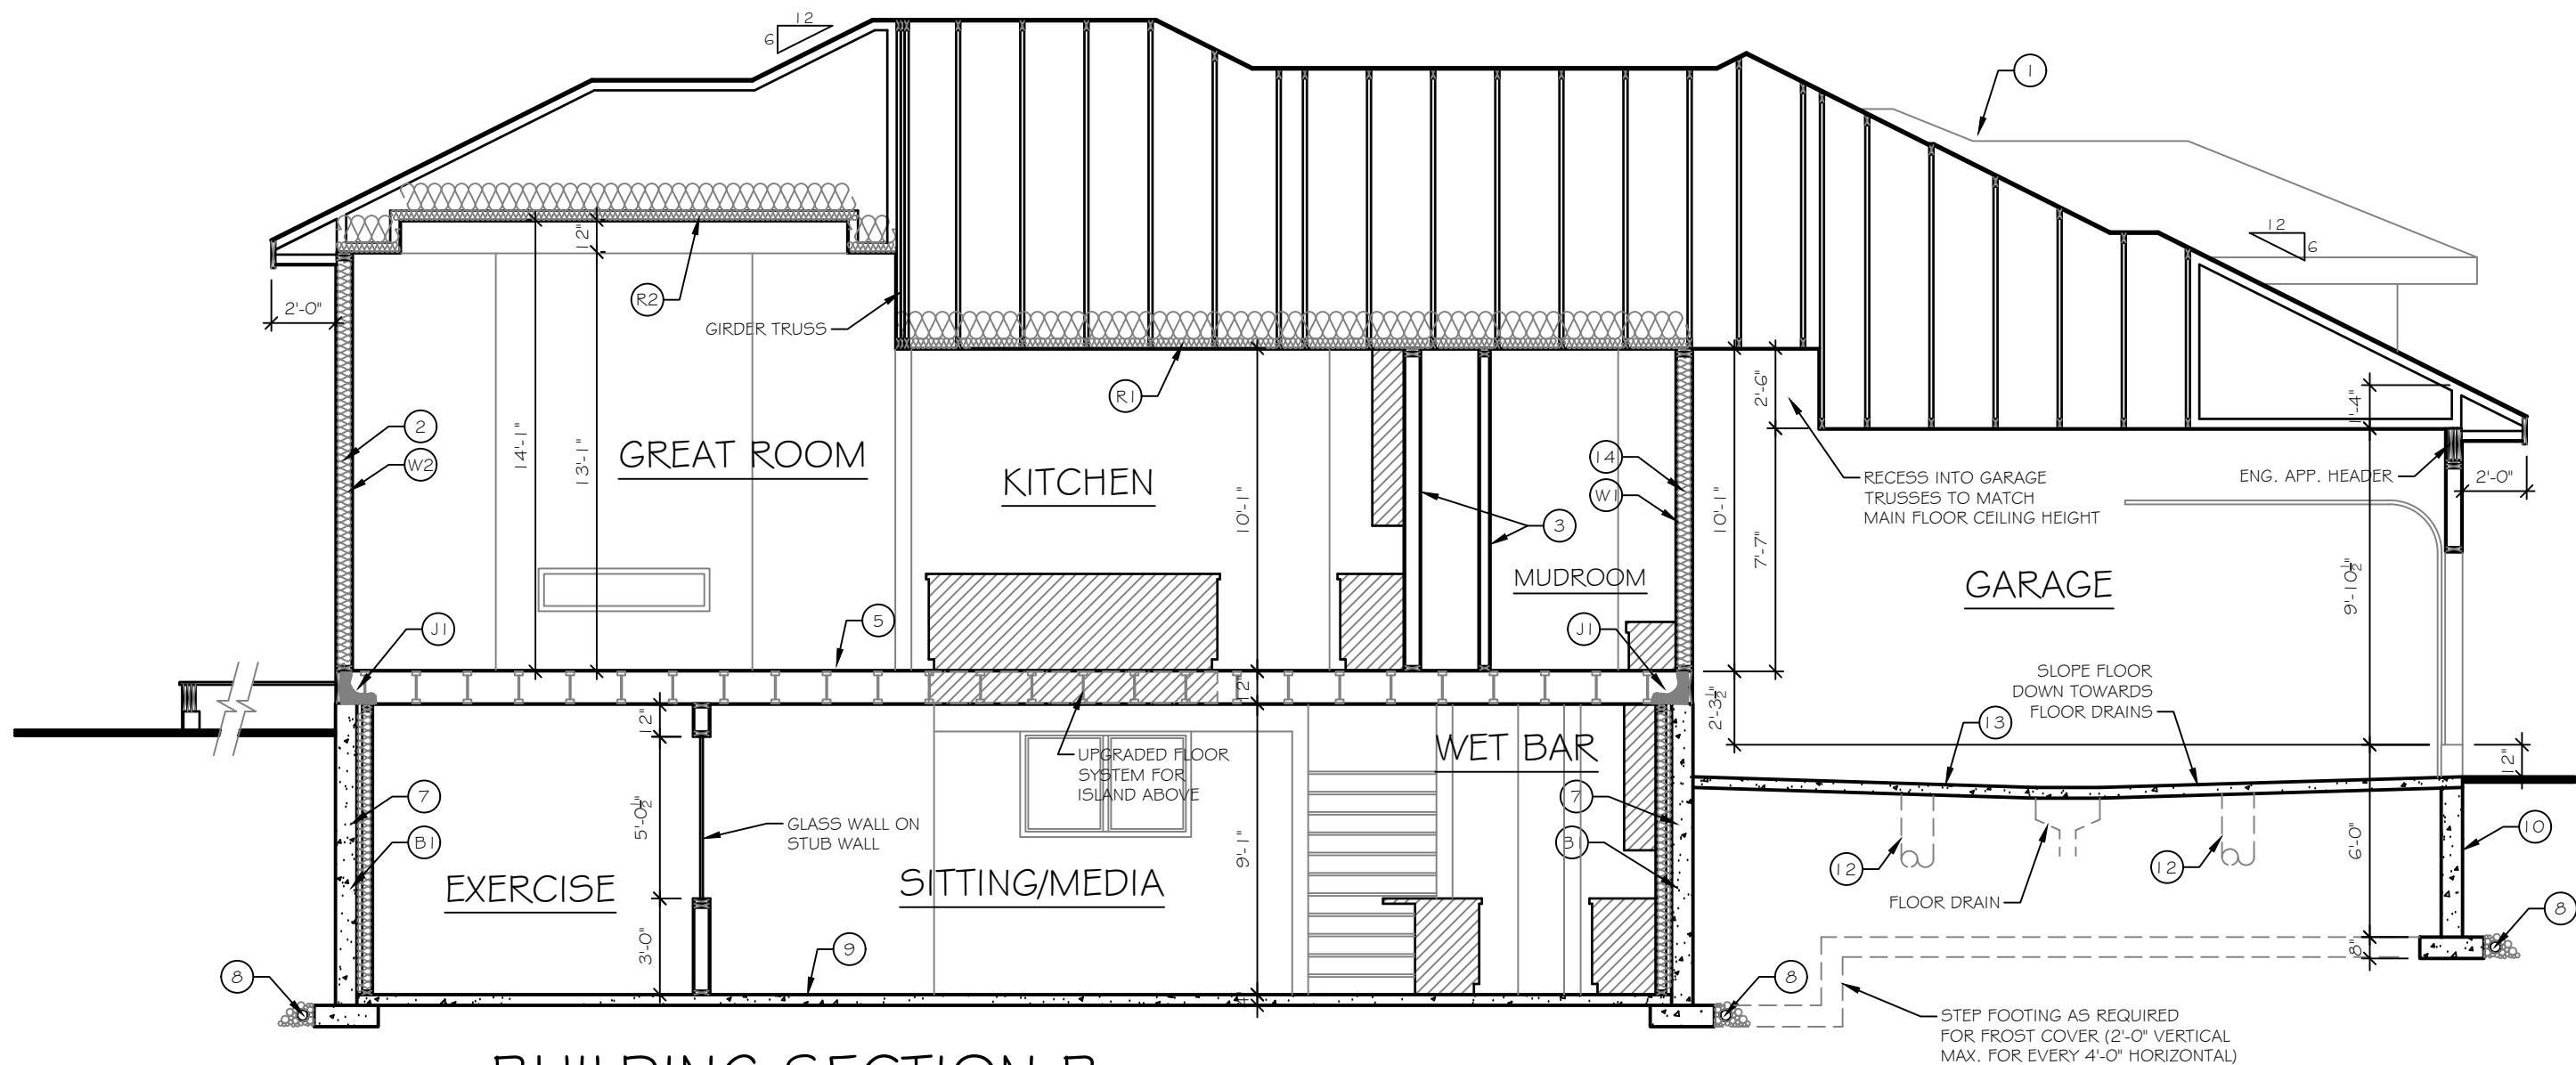 12
6
1
12
6
12"
2'-0"
R2
GIRDER TRUSS
R1
2'-6"
1'-4"
2
W2
14'-1"
13'-1"
GREAT ROOM
KITCHEN
10'-1"
14
W1
3
MUDROOM
10'-1"
7'-7"
RECESS INTO GARAGE
TRUSSES TO MATCH
MAIN FLOOR CEILING HEIGHT
ENG. APP. HEADER
2'-0"
GARAGE
9'-10½"
J1
5
J1
12"
2'-3½"
SLOPE FLOOR
DOWN TOWARDS
FLOOR DRAINS
13
12"
12"
UPGRADED FLOOR
SYSTEM FOR
ISLAND ABOVE
WET BAR
7
5'-0½"
GLASS WALL ON
STUB WALL
7
B1
B1
9'-1"
12
12
6'-0"
10
EXERCISE
SITTING/MEDIA
FLOOR DRAIN
3'-0"
9
8
8
8"
8
STEP FOOTING AS REQUIRED
FOR FROST COVER (2'-0" VERTICAL
MAX. FOR EVERY 4'-0" HORIZONTAL)
BUILDING SECTION B